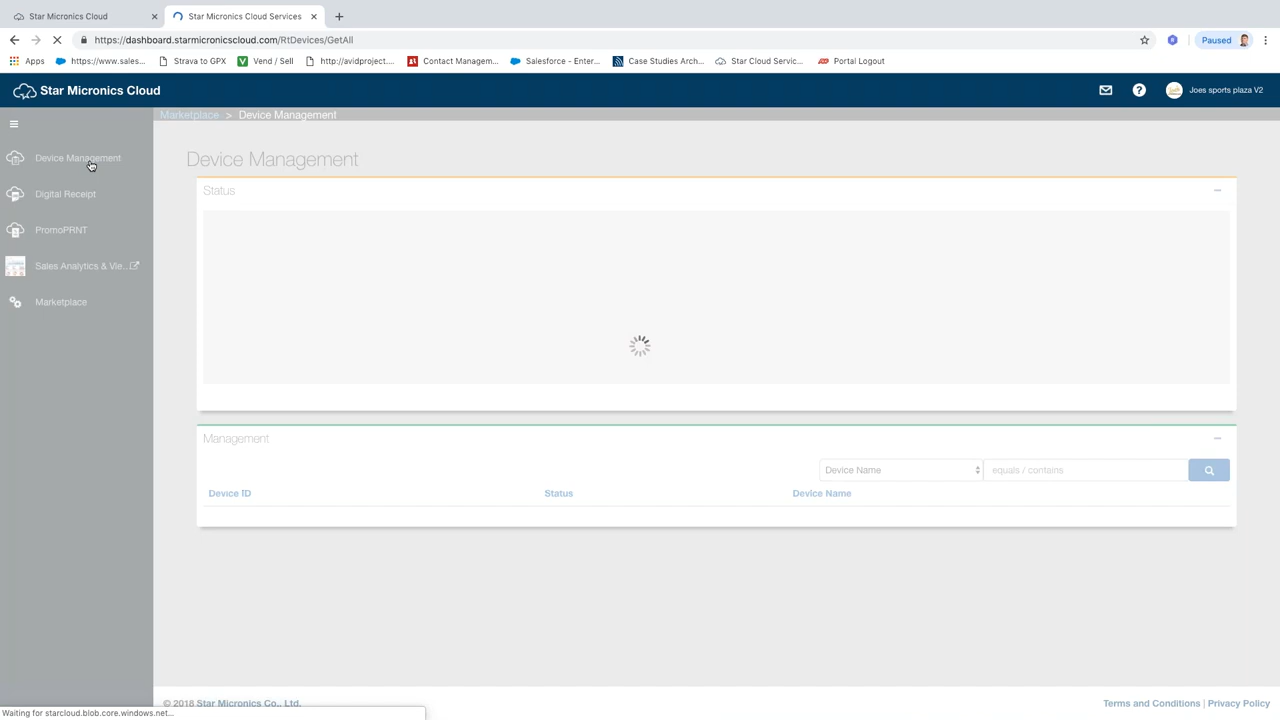 Star Micronics Cloud
Star Micronics Cloud Services
https://dashboard.starmicronicscloud.com/RtDevices/GetAll
Paused
Apps
https://www.sales...
Strava to GPX
Vend / Sell
http://avidproject....
Contact Managem...
Salesforce - Enter...
Case Studies Arch...
Star Cloud Servic...
Portal Logout
Star Micronics Cloud
Joes sports plaza V2
Marketplace > Device Management
Device Management
Digital Receipt
PromoPRNT
Sales Analytics & Vie...
Marketplace
Device Management
Status
Management
Device Name
equals / contains
Device ID
Status
Device Name
© 2018 Star Micronics Co., Ltd.
Terms and Conditions | Privacy Policy
Waiting for starcloud.blob.core.windows.net...